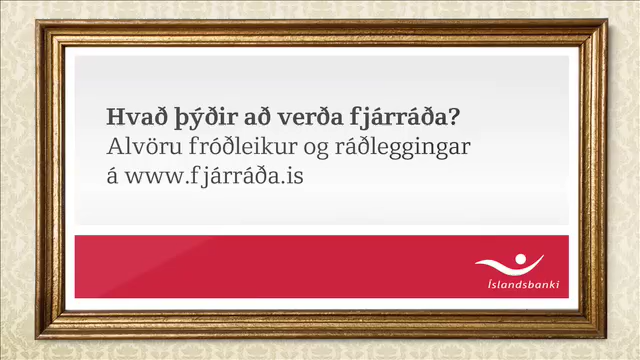 Hvað þýðir að verða fjárráða?
Alvöru fróðleikur og ráðleggingar
á www.fjárráða.is
Íslandsbanki